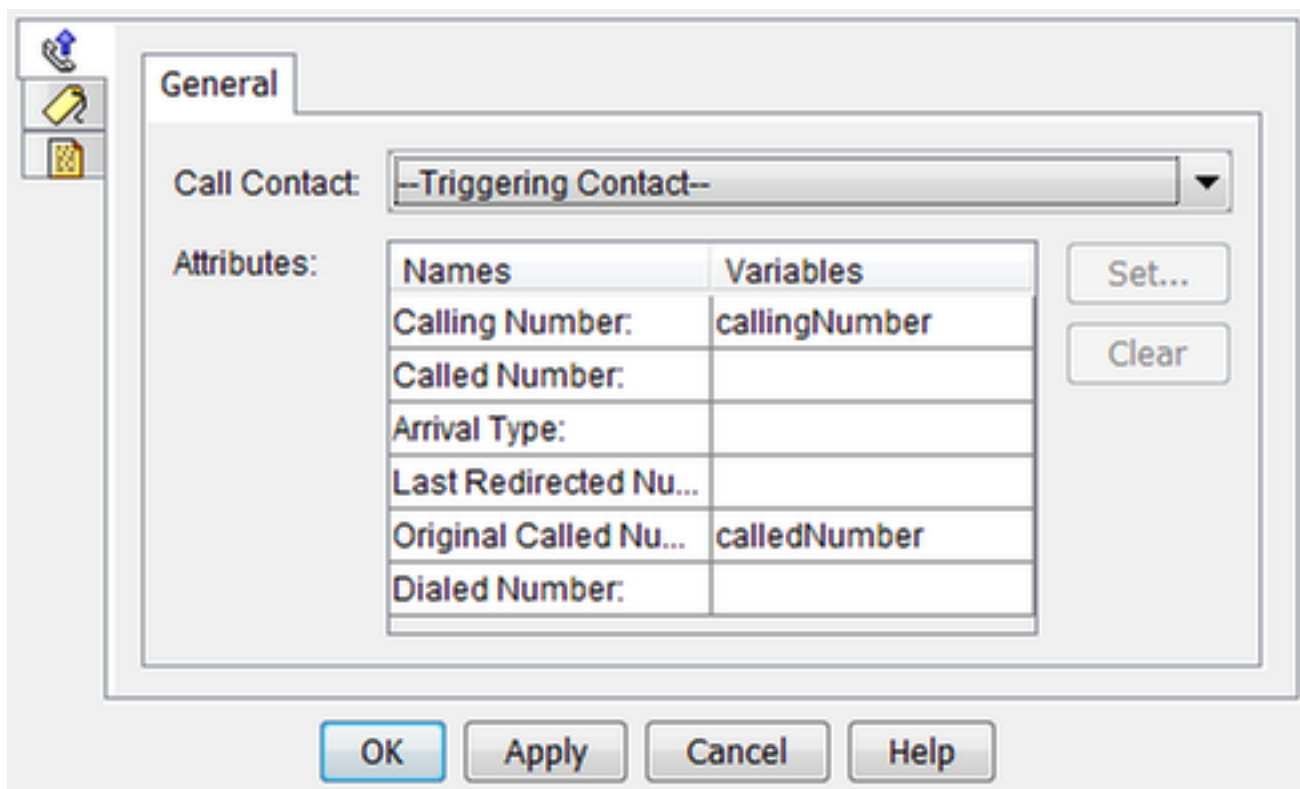 General
Call Contact: --Triggering Contact--
Attributes: Names Variables Set...
Calling Number: callingNumber
Called Number: Clear
Arrival Type:
Last Redirected Nu...
Original Called Nu... calledNumber
Dialed Number:
OK Apply Cancel Help